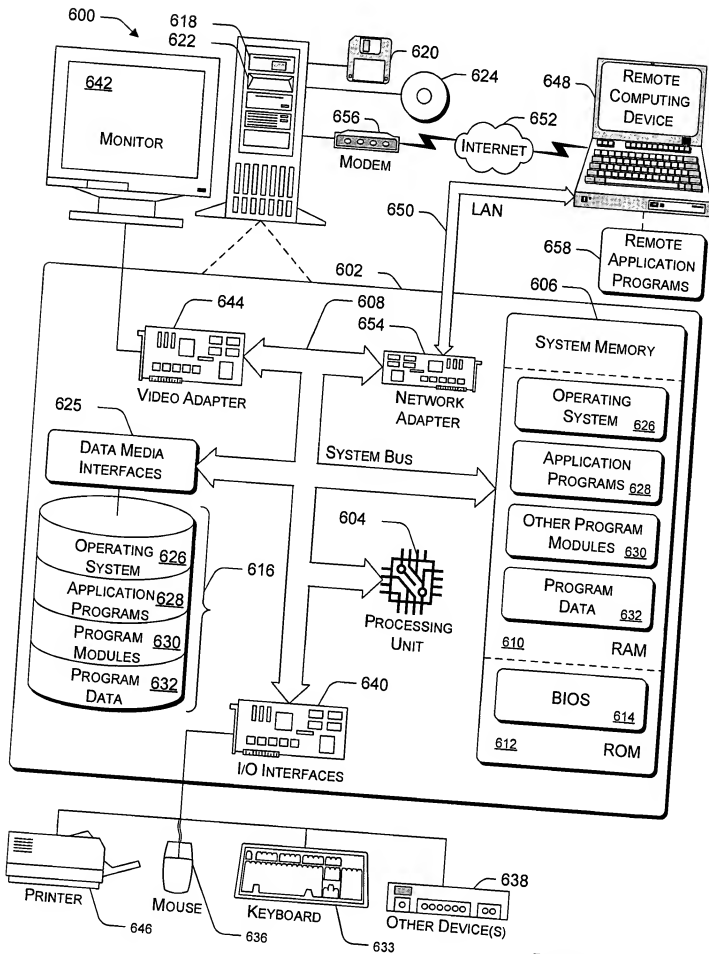 600
618
622
620
624
642
MONITOR
656
MODEM
652
INTERNET
648
REMOTE
COMPUTING
DEVICE
650
LAN
658
REMOTE
APPLICATION
PROGRAMS
602
644
VIDEO ADAPTER
608
654
NETWORK
ADAPTER
606
SYSTEM MEMORY
OPERATING
SYSTEM 626
APPLICATION
PROGRAMS 628
OTHER PROGRAM
MODULES 630
PROGRAM
DATA 632
610 RAM
BIOS 614
612 ROM
625
DATA MEDIA
INTERFACES
SYSTEM BUS
OPERATING
SYSTEM 626
APPLICATION
PROGRAMS 628
PROGRAM
MODULES 630
PROGRAM
DATA 632
616
604
PROCESSING
UNIT
640
I/O INTERFACES
PRINTER
646
MOUSE
636
KEYBOARD
633
638
OTHER DEVICE(S)